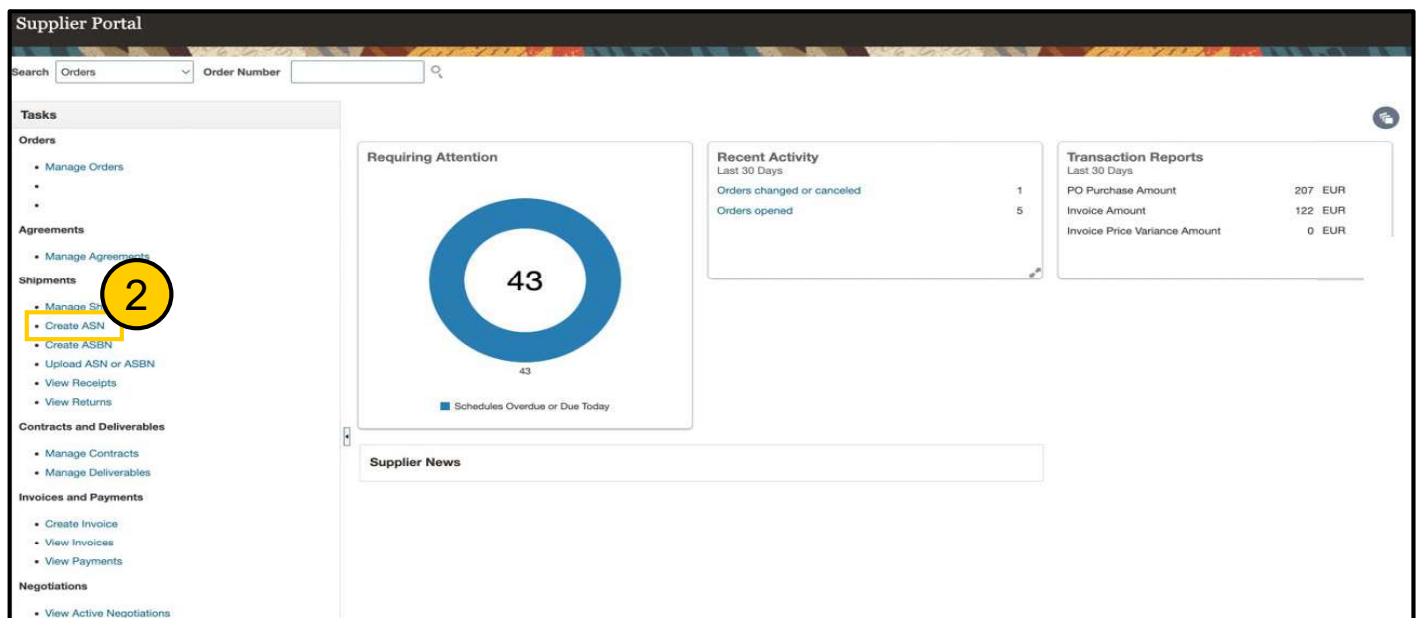 Supplier Portal
Search Orders Order Number
Tasks
Orders
Manage Orders
Agreements
Manage Agreements
Shipments
2
Manage
Create ASN
Create ASBN
Upload ASN or ASBN
View Receipts
View Returns
Contracts and Deliverables
Manage Contracts
Manage Deliverables
Invoices and Payments
Create Invoice
View Invoices
View Payments
Negotiations
View Active Negotiations
Requiring Attention
43
43
Schedules Overdue or Due Today
Recent Activity
Last 30 Days
Orders changed or canceled 1
Orders opened 5
Transaction Reports
Last 30 Days
PO Purchase Amount 207 EUR
Invoice Amount 122 EUR
Invoice Price Variance Amount 0 EUR
Supplier News